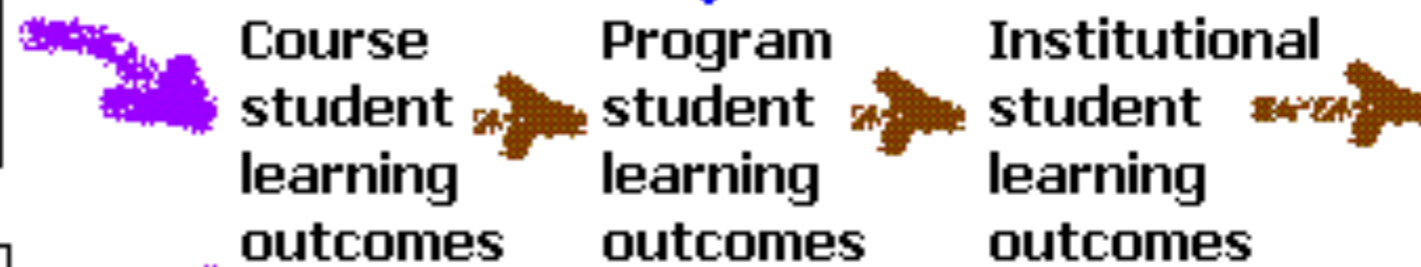 Course
student
learning
outcomes
Program
student
learning
outcomes
Institutional
student
learning
outcomes